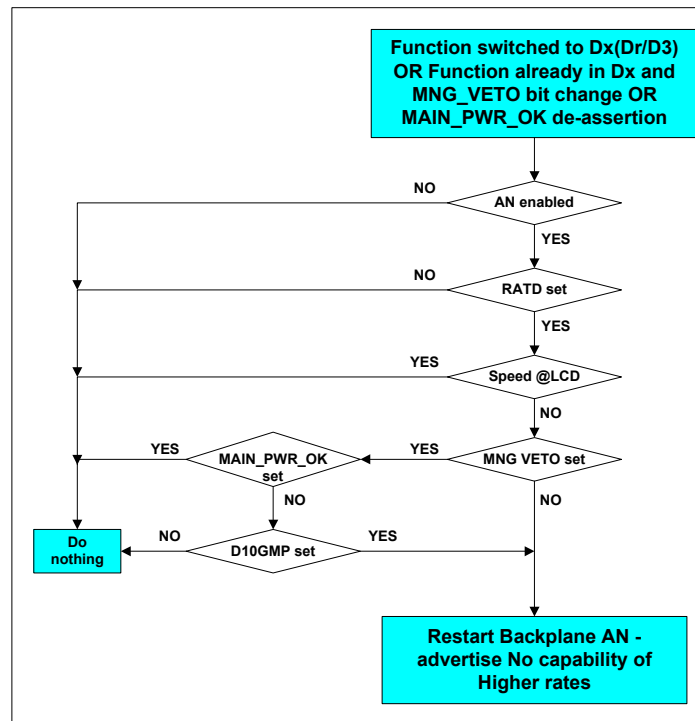 Function switched to Dx(Dr/D3)
OR Function already in Dx and
MNG_VETO bit change OR
MAIN_PWR_OK de-assertion
NO
AN enabled
YES
NO
RATD set
YES
YES
Speed @LCD
NO
YES
MAIN_PWR_OK
set
YES
MNG VETO set
NO
NO
Do
nothing
NO
D10GMP set
YES
Restart Backplane AN -
advertise No capability of
Higher rates